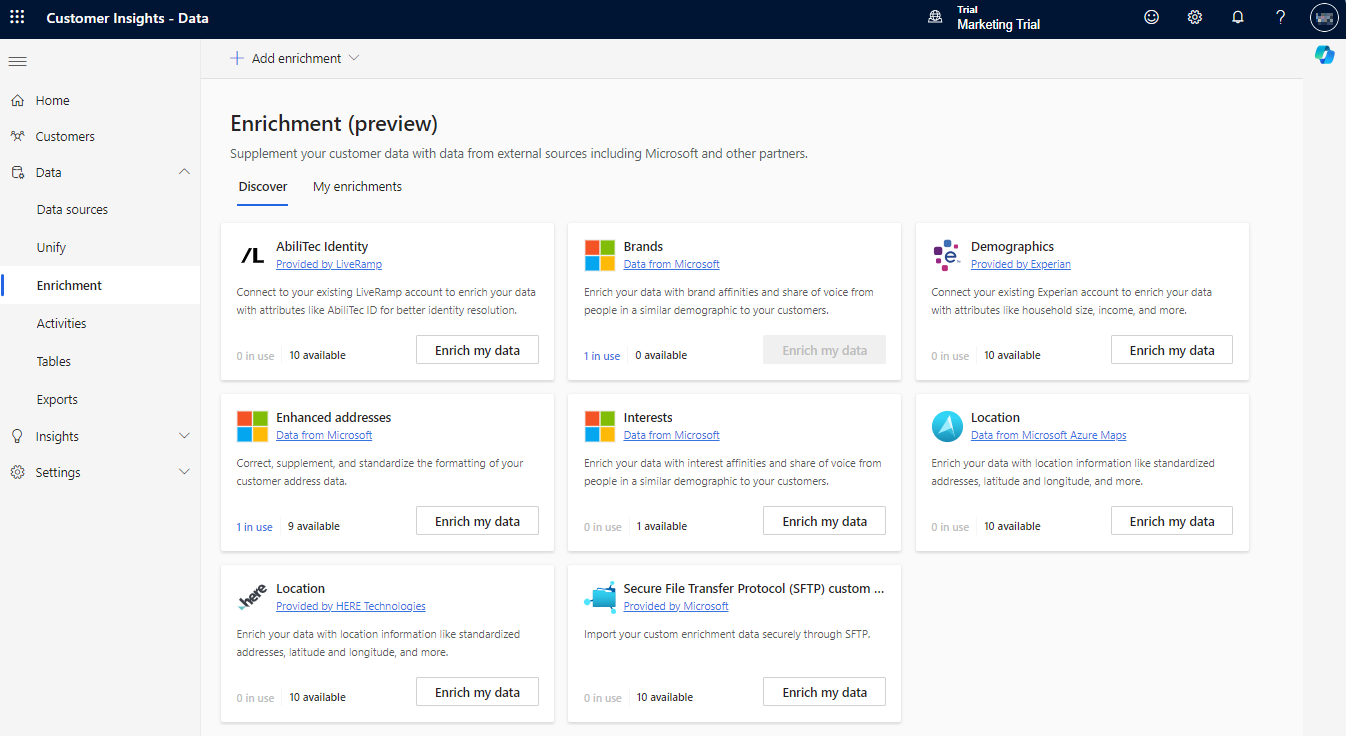 Customer Insights - Data
Trial
Marketing Trial
?
Add enrichment
Home
Customers
Data
Data sources
Unify
Enrichment
Activities
Tables
Exports
Insights
Settings
Enrichment (preview)
Supplement your customer data with data from external sources including Microsoft and other partners.
Discover
My enrichments
/L
AbiliTec Identity
Provided by LiveRamp
Connect to your existing LiveRamp account to enrich your data
with attributes like AbiliTec ID for better identity resolution.
0 in use
10 available
Enrich my data
Brands
Data from Microsoft
Enrich your data with brand affinities and share of voice from
people in a similar demographic to your customers.
1 in use
0 available
Enrich my data
e
Demographics
Provided by Experian
Connect your existing Experian account to enrich your data
with attributes like household size, income, and more.
0 in use
10 available
Enrich my data
Enhanced addresses
Data from Microsoft
Correct, supplement, and standardize the formatting of your
customer address data.
1 in use
9 available
Enrich my data
Interests
Data from Microsoft
Enrich your data with interest affinities and share of voice from
people in a similar demographic to your customers.
0 in use
1 available
Enrich my data
Location
Data from Microsoft Azure Maps
Enrich your data with location information like standardized
addresses, latitude and longitude, and more.
0 in use
10 available
Enrich my data
here
Location
Provided by HERE Technologies
Enrich your data with location information like standardized
addresses, latitude and longitude, and more.
0 in use
10 available
Enrich my data
Secure File Transfer Protocol (SFTP) custom ...
Provided by Microsoft
Import your custom enrichment data securely through SFTP.
0 in use
10 available
Enrich my data